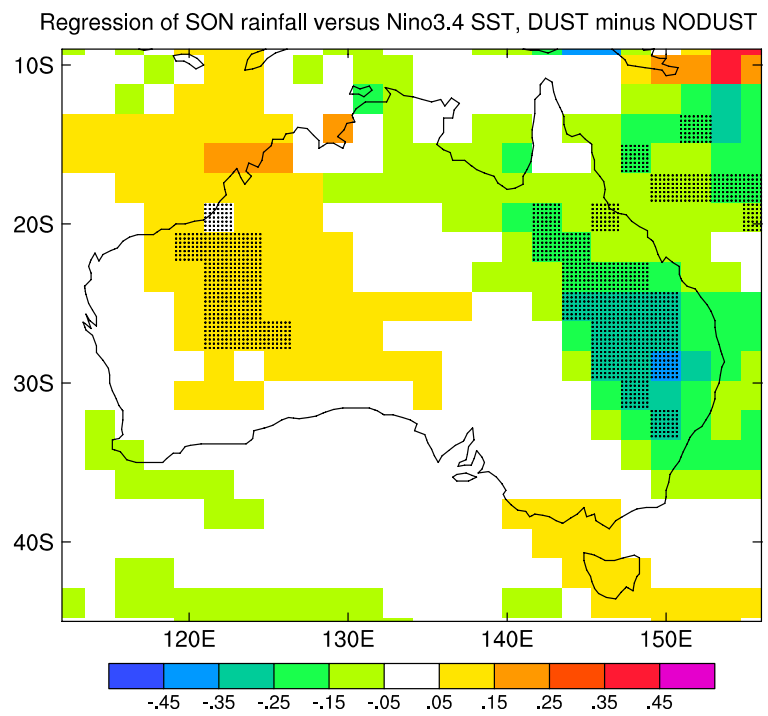 Regression of SON rainfall versus Nino3.4 SST, DUST minus NODUST
10S
20S
30S
40S
120E 130E 140E 150E
-.45 -.35 -.25 -.15 -.05 .05 .15 .25 .35 .45